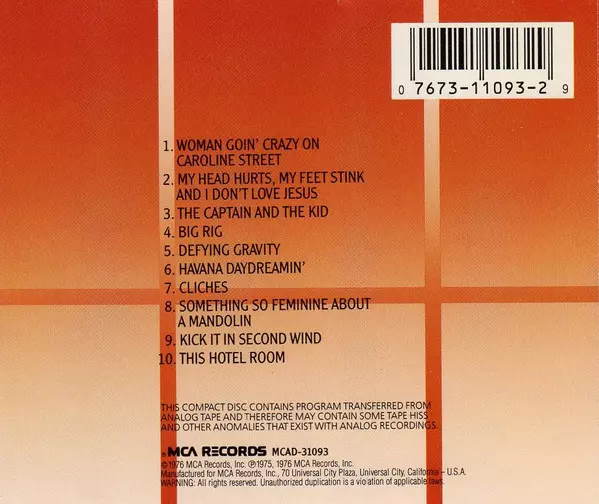 0 7673-11093-2 9
1. WOMAN GOIN' CRAZY ON
CAROLINE STREET
2. MY HEAD HURTS, MY FEET STINK
AND I DON'T LOVE JESUS
3. THE CAPTAIN AND THE KID
4. BIG RIG
5. DEFYING GRAVITY
6. HAVANA DAYDREAMIN'
7. CLICHES
8. SOMETHING SO FEMININE ABOUT
A MANDOLIN
9. KICK IT IN SECOND WIND
10. THIS HOTEL ROOM
THIS COMPACT DISC CONTAINS PROGRAM TRANSFERRED FROM
ANALOG TAPE AND THEREFORE MAY CONTAIN SOME TAPE HISS
AND OTHER ANOMALIES THAT EXIST WITH ANALOG RECORDINGS.
MCA RECORDS MCAD-31093
©1976 MCA Records, Inc. ℗1975, 1976 MCA Records, Inc.
Manufactured for MCA Records, Inc., 70 Universal City Plaza, Universal City, California – U.S.A.
WARNING: All rights reserved. Unauthorized duplication is a violation of applicable laws.